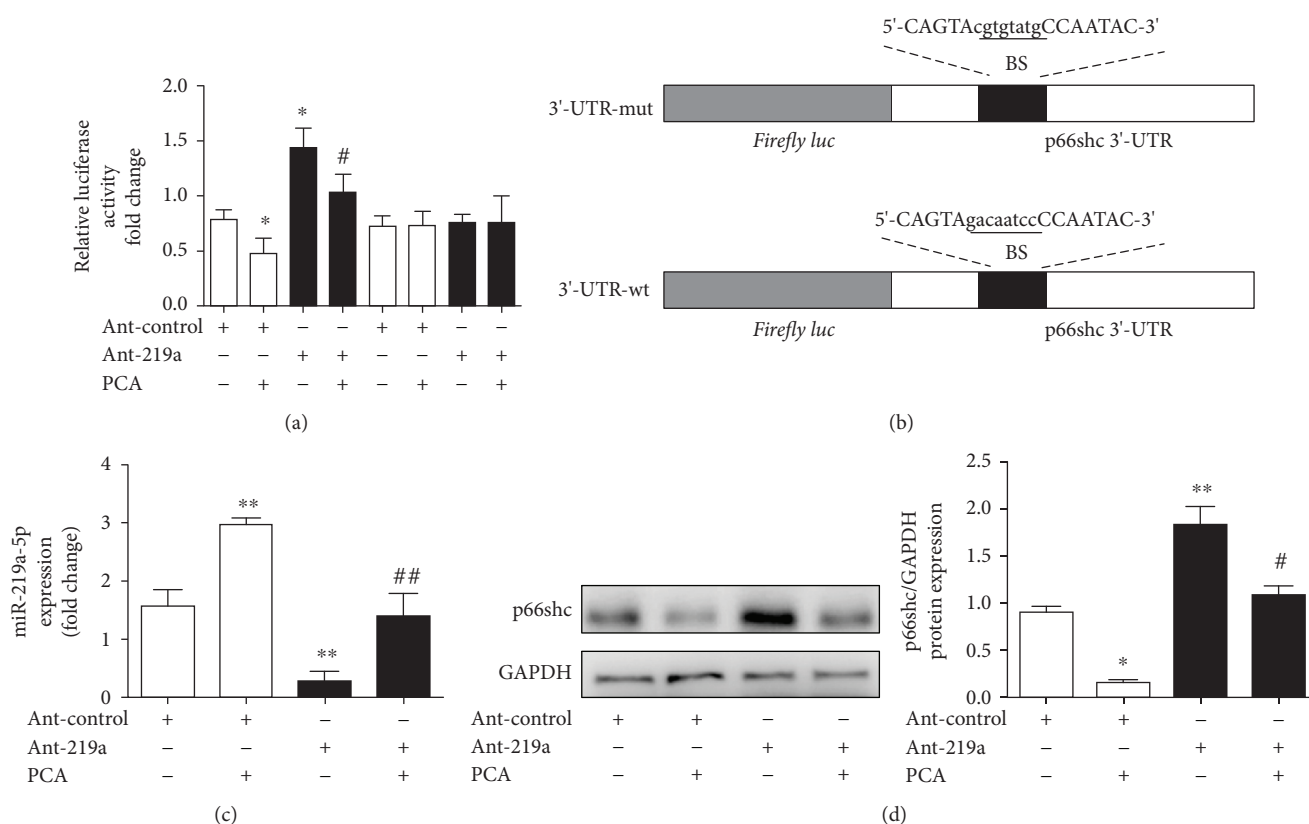 Relative luciferase
activity
fold change
2.0
1.5
1.0
0.5
0.0
*
*
*
#
Ant-control + + – – + + – –
Ant-219a – – + + – – + +
PCA – + – + – + – +
(a)
5'-CAGTAcgtgtatgCCAATAC-3'
BS
3'-UTR-mut
Firefly luc
p66shc 3'-UTR
5'-CAGTAgacaatccCCAATAC-3'
BS
3'-UTR-wt
Firefly luc
p66shc 3'-UTR
(b)
miR-219a-5p
expression
(fold change)
4
3
2
1
0
**
**
##
Ant-control + + – –
Ant-219a – – + +
PCA – + – +
(c)
p66shc
GAPDH
Ant-control + + – –
Ant-219a – – + +
PCA – + – +
p66shc/GAPDH
protein expression
2.5
2.0
1.5
1.0
0.5
0.0
*
**
#
Ant-control + + – –
Ant-219a – – + +
PCA – + – +
(d)